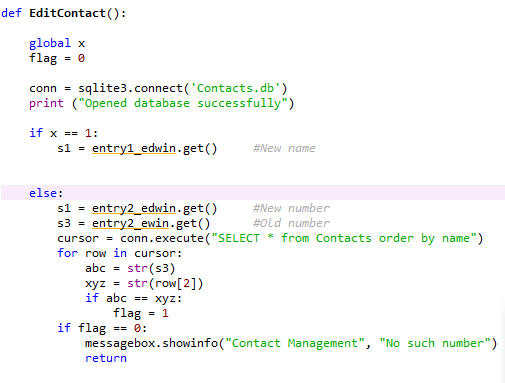 def EditContact():
global x
flag = 0
conn = sqlite3.connect('Contacts.db')
print ("Opened database successfully")
if x == 1:
s1 = entry1_edwin.get() #New name
else:
s1 = entry2_edwin.get() #New number
s3 = entry2_ewin.get() #Old number
cursor = conn.execute("SELECT * from Contacts order by name")
for row in cursor:
abc = str(s3)
xyz = str(row[2])
if abc == xyz:
flag = 1
if flag == 0:
messagebox.showinfo("Contact Management", "No such number")
return